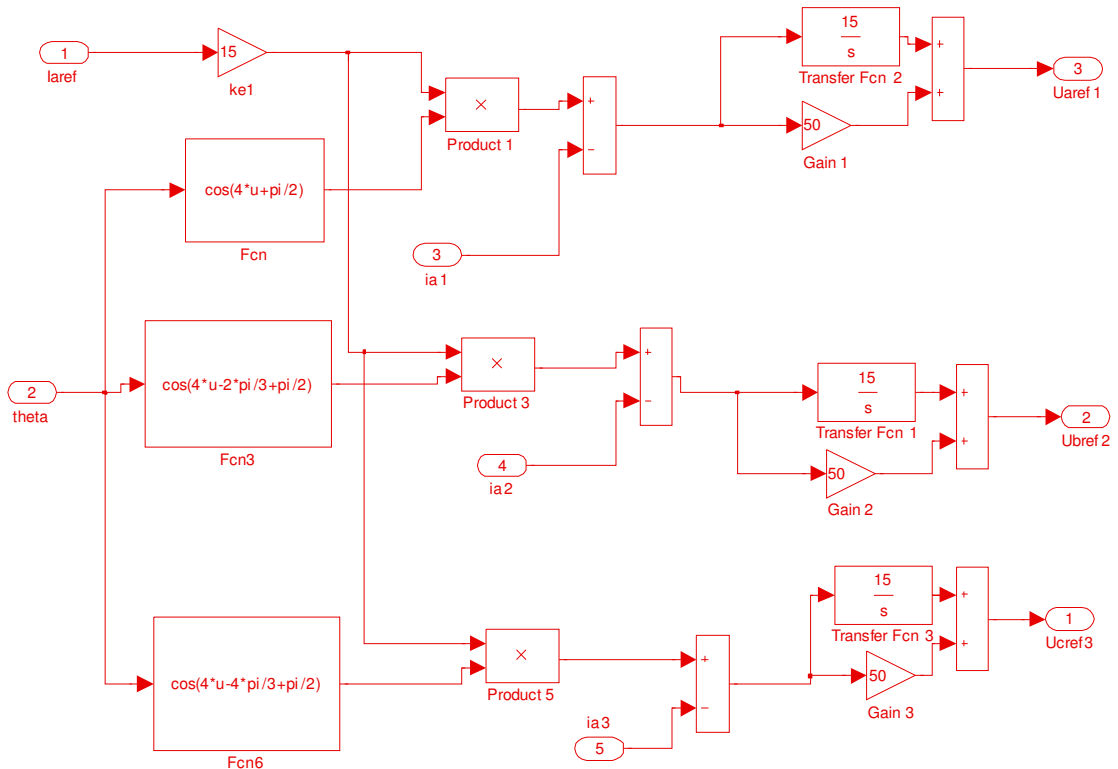 1
Iaref
15
ke1
×
Product 1
+
−
15
s
Transfer Fcn 2
50
Gain 1
+
+
3
Uaref 1
cos(4*u+pi/2)
Fcn
3
ia1
2
theta
cos(4*u-2*pi/3+pi/2)
Fcn3
×
Product 3
+
−
4
ia2
15
s
Transfer Fcn 1
50
Gain 2
+
+
2
Ubref 2
cos(4*u-4*pi/3+pi/2)
Fcn6
×
Product 5
+
−
ia3
5
15
s
Transfer Fcn 3
50
Gain 3
+
+
1
Ucref3